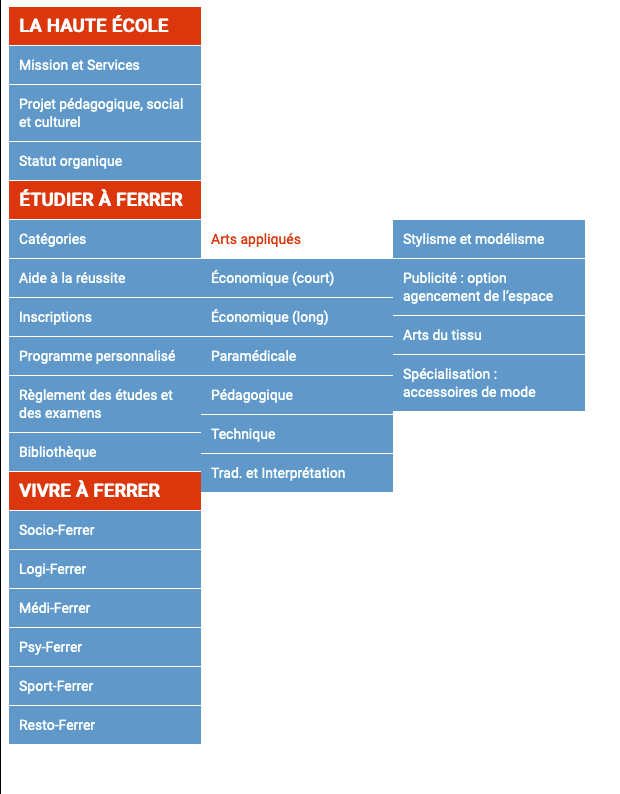 LA HAUTE ÉCOLE
Mission et Services
Projet pédagogique, social
et culturel
Statut organique
ÉTUDIER À FERRER
Catégories
Aide à la réussite
Inscriptions
Programme personnalisé
Règlement des études et
des examens
Bibliothèque
VIVRE À FERRER
Socio-Ferrer
Logi-Ferrer
Médi-Ferrer
Psy-Ferrer
Sport-Ferrer
Resto-Ferrer
Arts appliqués
Économique (court)
Économique (long)
Paramédicale
Pédagogique
Technique
Trad. et Interprétation
Stylisme et modélisme
Publicité : option
agencement de l’espace
Arts du tissu
Spécialisation :
accessoires de mode